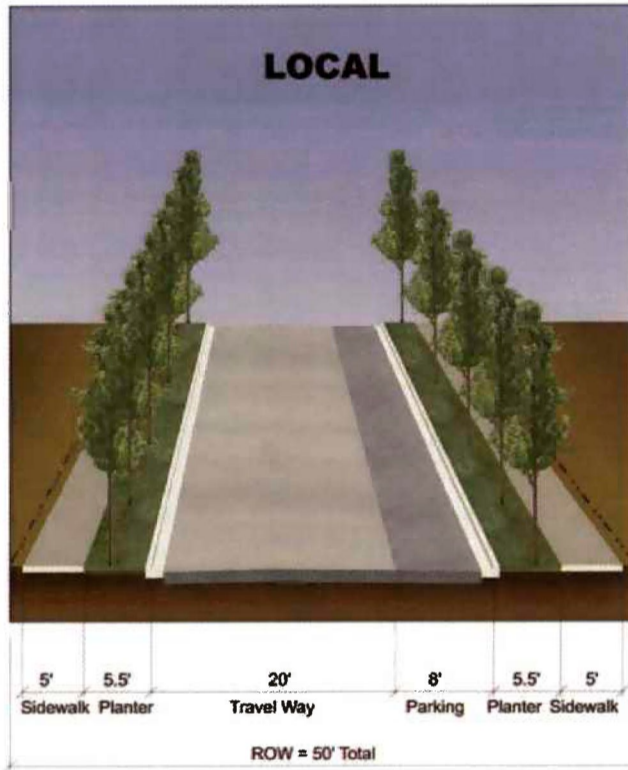 LOCAL
5' 5.5' 20' 8' 5.5' 5'
Sidewalk Planter Travel Way Parking Planter Sidewalk
ROW = 50' Total